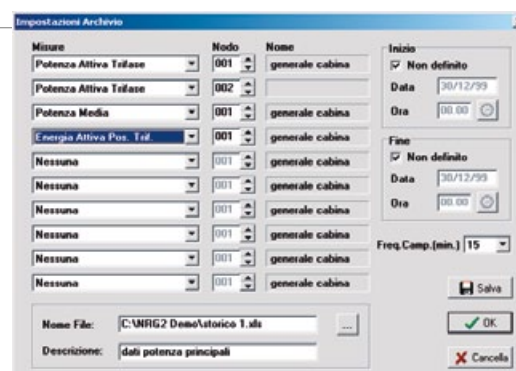 Impostazioni Archivio
Misure Nodo Nome
Potenza Attiva Trifase 001 generale cabina
Potenza Attiva Trifase 002
Potenza Media 001 generale cabina
Energia Attiva Pos. Trif. 001 generale cabina
Nessuna 001 generale cabina
Nessuna 001 generale cabina
Nessuna 001 generale cabina
Nessuna 001 generale cabina
Nessuna 001 generale cabina
Nessuna 001 generale cabina
Inizio
Non definito
Data 30/12/99
Ora 00.00
Fine
Non definito
Data 30/12/99
Ora 00.00
Freq.Camp.(min.) 15
Nome File: C:\NRG2 Demo\storico 1.xls ...
Descrizione: dati potenza principali
Salva
OK
Cancella